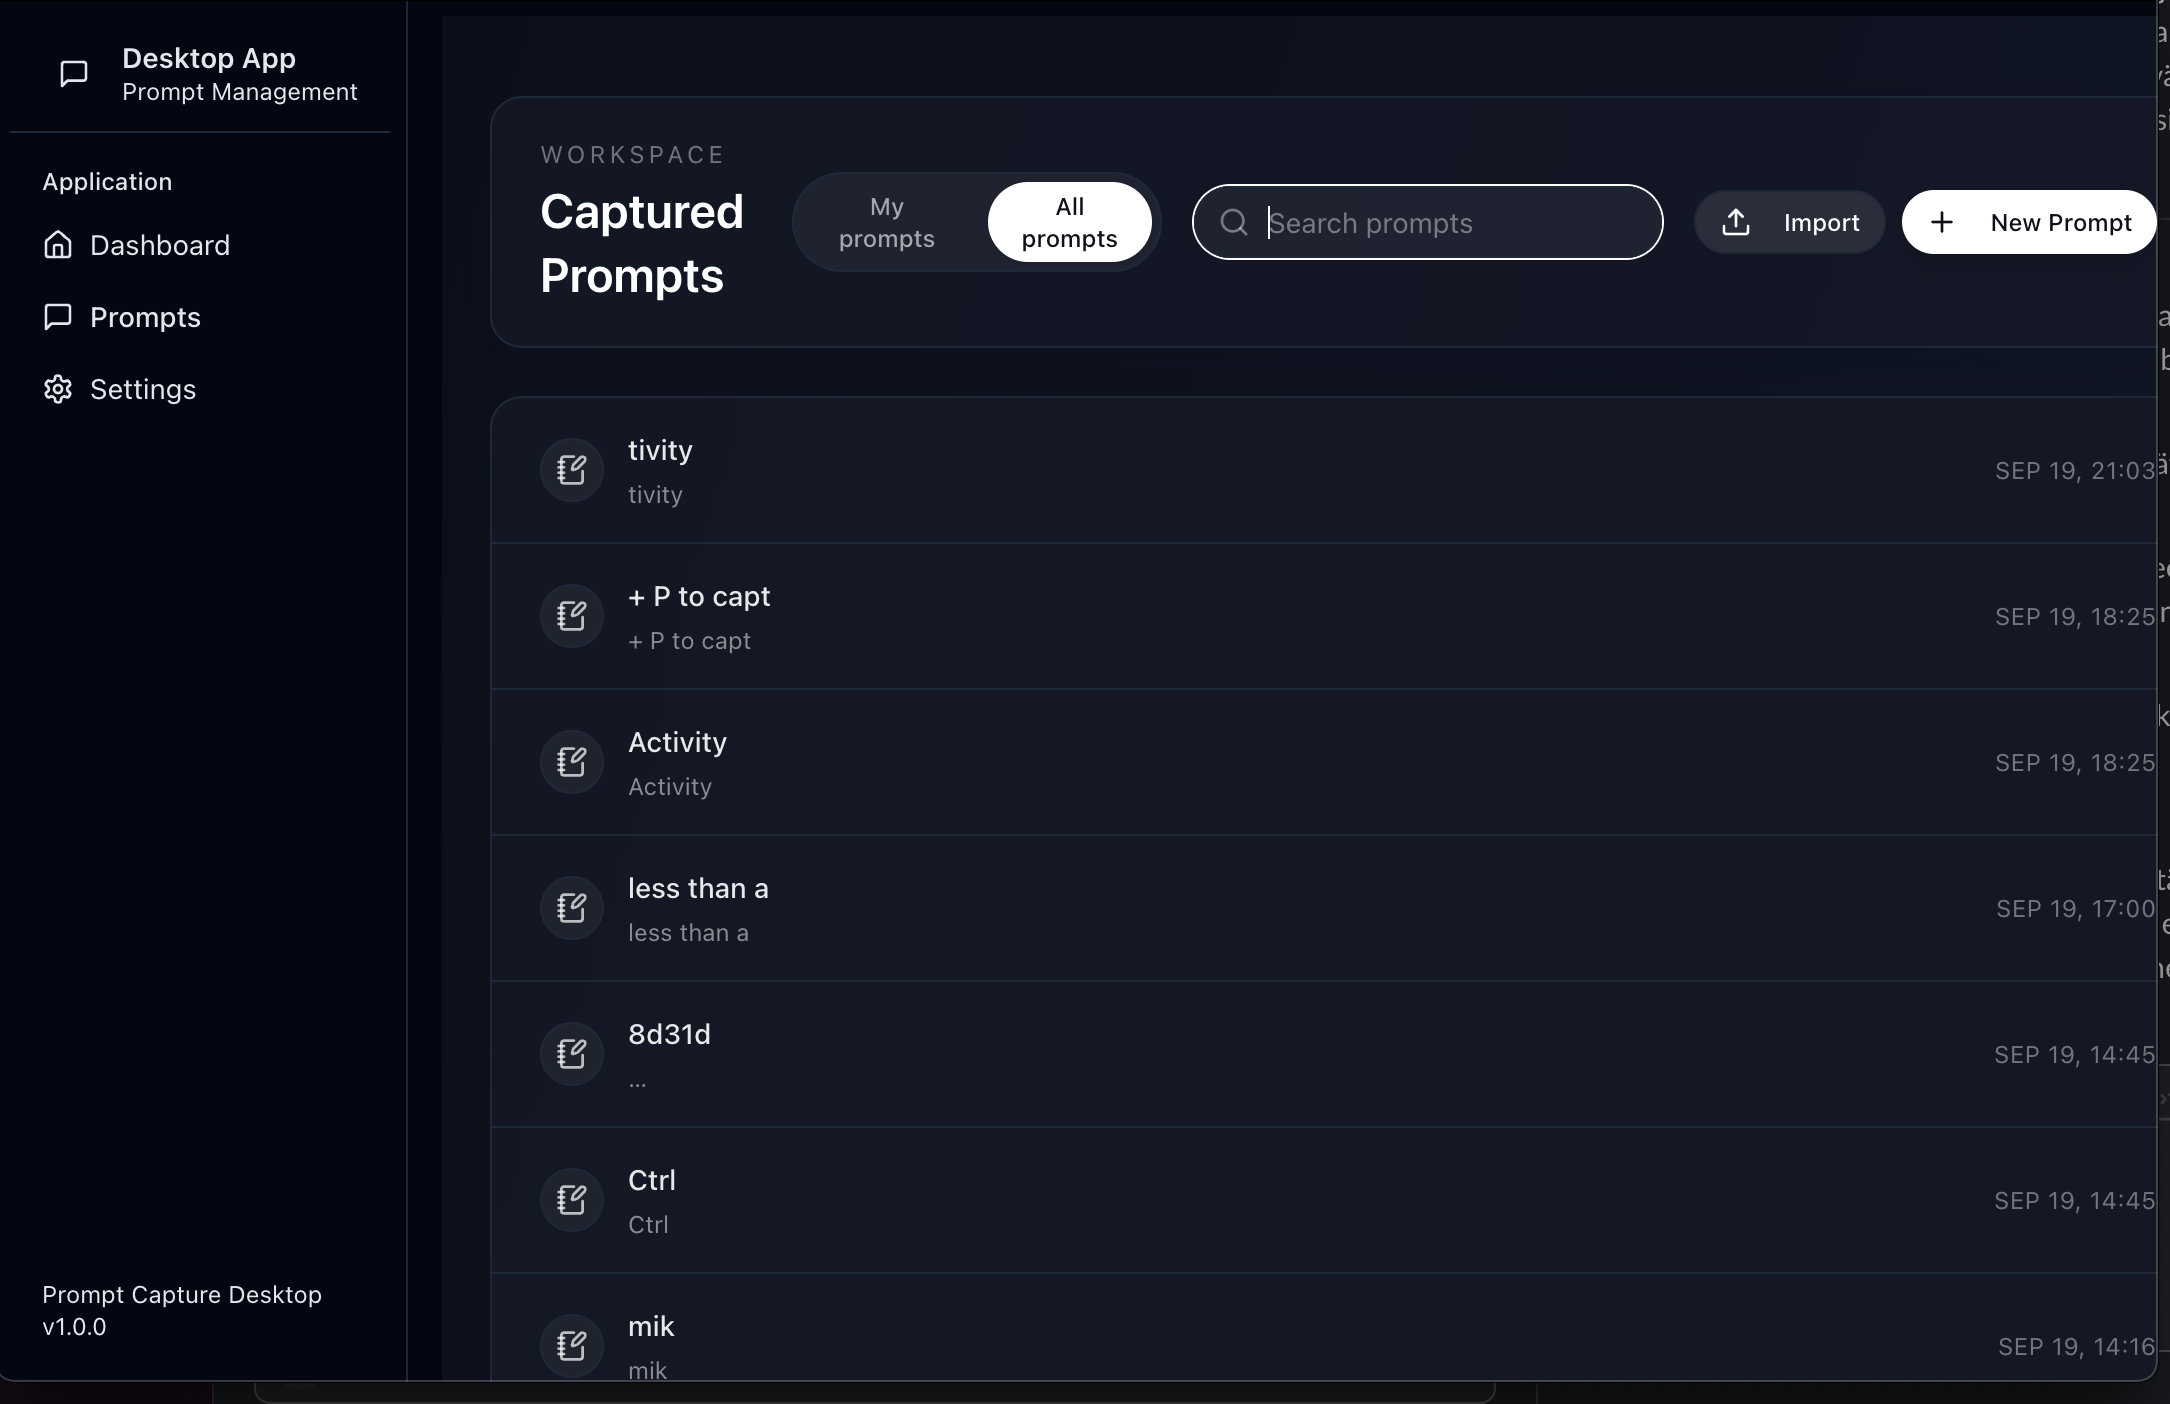 Desktop App
Prompt Management
Application
Dashboard
Prompts
Settings
Prompt Capture Desktop
v1.0.0
WORKSPACE
Captured
Prompts
My
prompts
All
prompts
Search prompts
Import
New Prompt
tivity
tivity
SEP 19, 21:03
+ P to capt
+ P to capt
SEP 19, 18:25
Activity
Activity
SEP 19, 18:25
less than a
less than a
SEP 19, 17:00
8d31d
...
SEP 19, 14:45
Ctrl
Ctrl
SEP 19, 14:45
mik
mik
SEP 19, 14:16